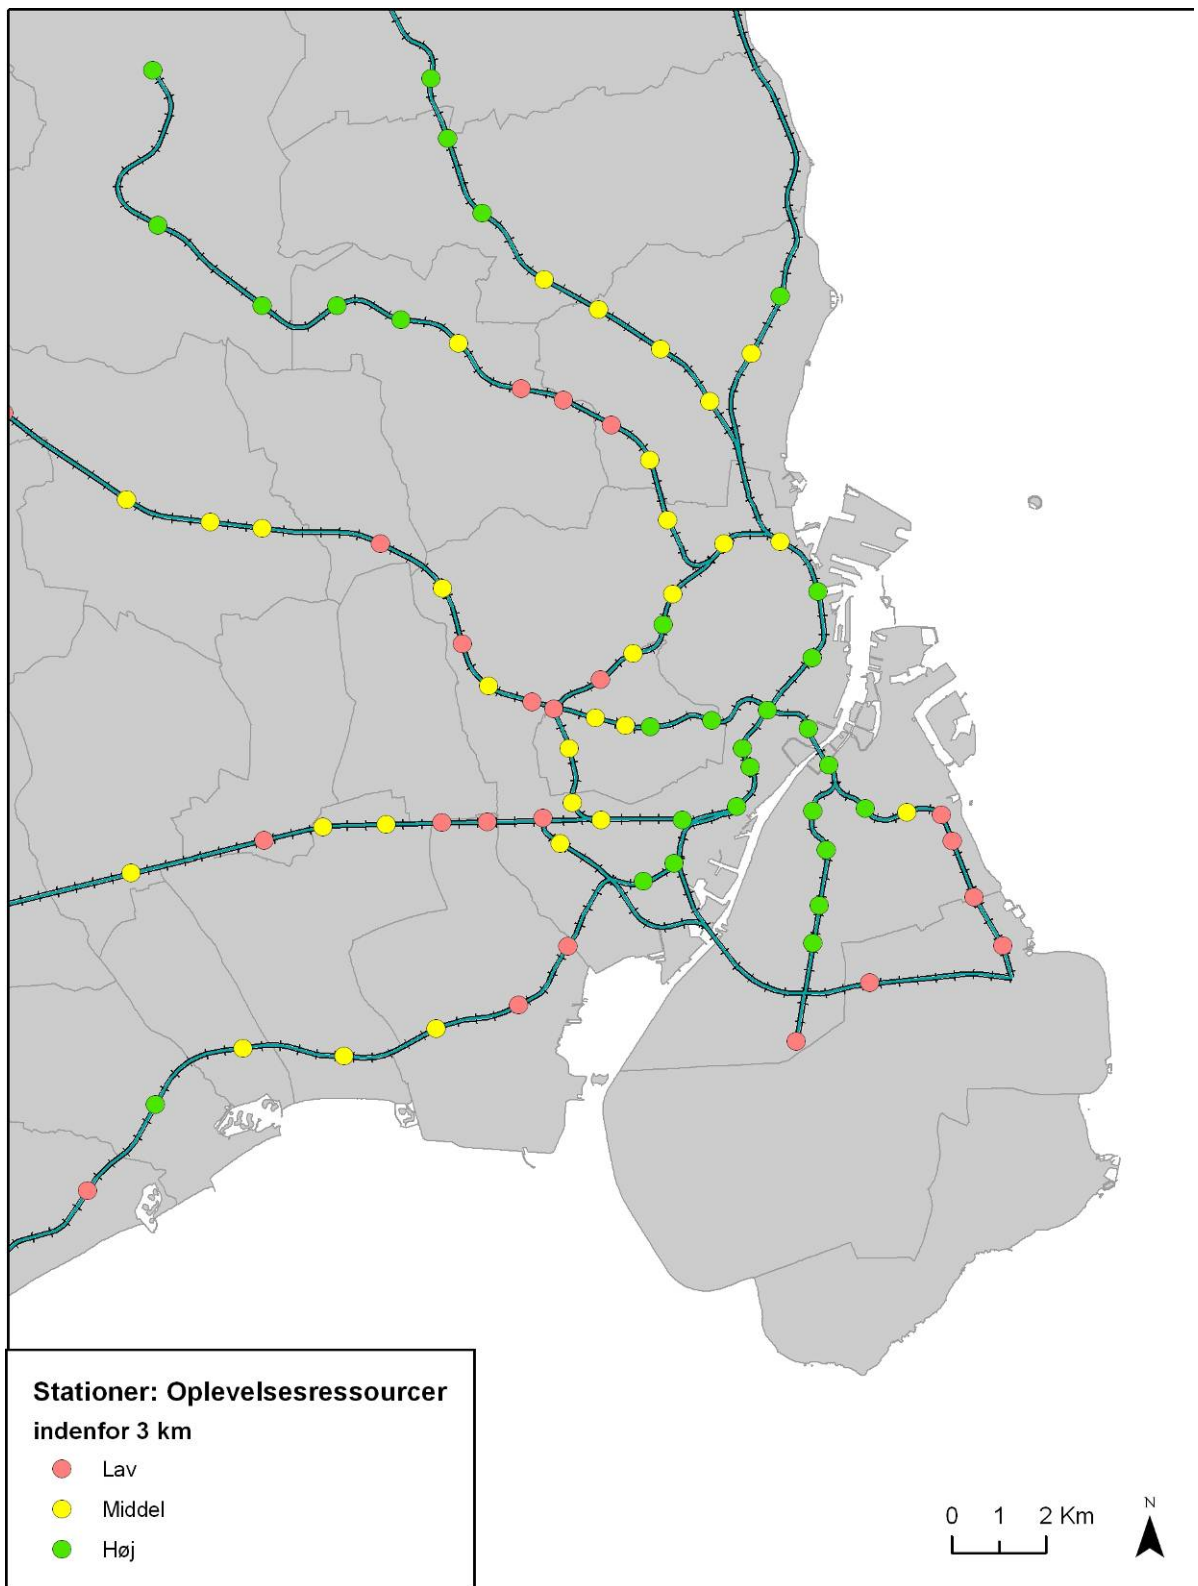 Stationer: Oplevelsesressourcer
indenfor 3 km
Lav
Middel
Høj
0 1 2 Km
N